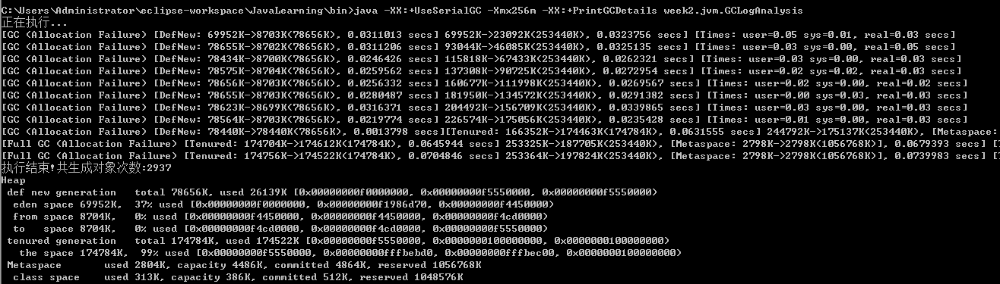 C:\Users\Administrator\eclipse-workspace\JavaLearning\bin>java -XX:+UseSerialGC -Xmx256m -XX:+PrintGCDetails week2.jvm.GCLogAnalysis
正在执行...
[GC (Allocation Failure) [DefNew: 69952K->8703K(78656K), 0.0311013 secs] 69952K->23092K(253440K), 0.0323756 secs] [Times: user=0.05 sys=0.01, real=0.03 secs]
[GC (Allocation Failure) [DefNew: 78655K->8702K(78656K), 0.0311206 secs] 93044K->46085K(253440K), 0.0325135 secs] [Times: user=0.03 sys=0.00, real=0.05 secs]
[GC (Allocation Failure) [DefNew: 78434K->8700K(78656K), 0.0246426 secs] 115818K->67433K(253440K), 0.0262321 secs] [Times: user=0.03 sys=0.00, real=0.03 secs]
[GC (Allocation Failure) [DefNew: 78575K->8704K(78656K), 0.0259562 secs] 137308K->90725K(253440K), 0.0272954 secs] [Times: user=0.02 sys=0.02, real=0.03 secs]
[GC (Allocation Failure) [DefNew: 78656K->8703K(78656K), 0.0256332 secs] 160677K->111998K(253440K), 0.0269567 secs] [Times: user=0.02 sys=0.00, real=0.02 secs]
[GC (Allocation Failure) [DefNew: 78655K->8703K(78656K), 0.0280487 secs] 181950K->134572K(253440K), 0.0291382 secs] [Times: user=0.00 sys=0.03, real=0.03 secs]
[GC (Allocation Failure) [DefNew: 78623K->8699K(78656K), 0.0316371 secs] 204492K->156709K(253440K), 0.0339865 secs] [Times: user=0.03 sys=0.00, real=0.03 secs]
[GC (Allocation Failure) [DefNew: 78564K->8703K(78656K), 0.0219774 secs] 226574K->175056K(253440K), 0.0235428 secs] [Times: user=0.01 sys=0.00, real=0.03 secs]
[GC (Allocation Failure) [DefNew: 78440K->78440K(78656K), 0.0013798 secs][Tenured: 166352K->174463K(174784K), 0.0631555 secs] 244792K->175137K(253440K), [Metaspace:
[Full GC (Allocation Failure) [Tenured: 174704K->174612K(174784K), 0.0645944 secs] 253325K->187705K(253440K), [Metaspace: 2798K->2798K(1056768K)], 0.0679393 secs] [
[Full GC (Allocation Failure) [Tenured: 174756K->174522K(174784K), 0.0704846 secs] 253364K->197824K(253440K), [Metaspace: 2798K->2798K(1056768K)], 0.0739983 secs] [
执行结束!共生成对象次数:2937
Heap
def new generation total 78656K, used 26139K [0x00000000f0000000, 0x00000000f5550000, 0x00000000f5550000)
eden space 69952K, 37% used [0x00000000f0000000, 0x00000000f1986d70, 0x00000000f4450000)
from space 8704K, 0% used [0x00000000f4450000, 0x00000000f4450000, 0x00000000f4cd0000)
to space 8704K, 0% used [0x00000000f4cd0000, 0x00000000f4cd0000, 0x00000000f5550000)
tenured generation total 174784K, used 174522K [0x00000000f5550000, 0x0000000100000000, 0x0000000100000000)
the space 174784K, 99% used [0x00000000f5550000, 0x00000000fffbebd0, 0x00000000fffbec00, 0x0000000100000000)
Metaspace used 2804K, capacity 4486K, committed 4864K, reserved 1056768K
class space used 313K, capacity 386K, committed 512K, reserved 1048576K